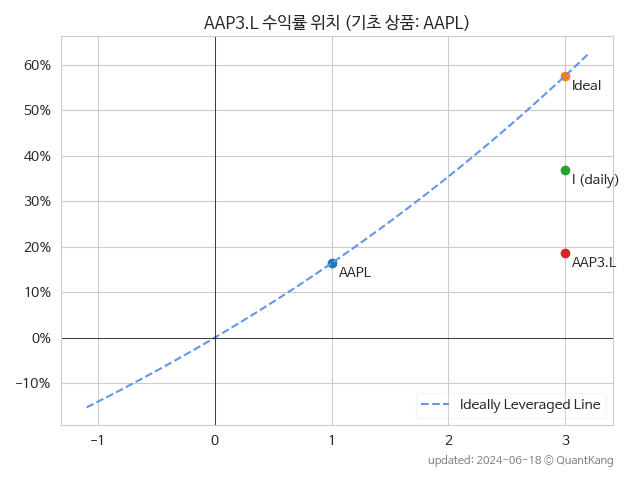 AAP3.L 수익률 위치 (기초 상품: AAPL)
60%
50%
40%
30%
20%
10%
0%
−10%
Ideal
I (daily)
AAP3.L
AAPL
Ideally Leveraged Line
−1
0
1
2
3
updated: 2024-06-18 © QuantKang